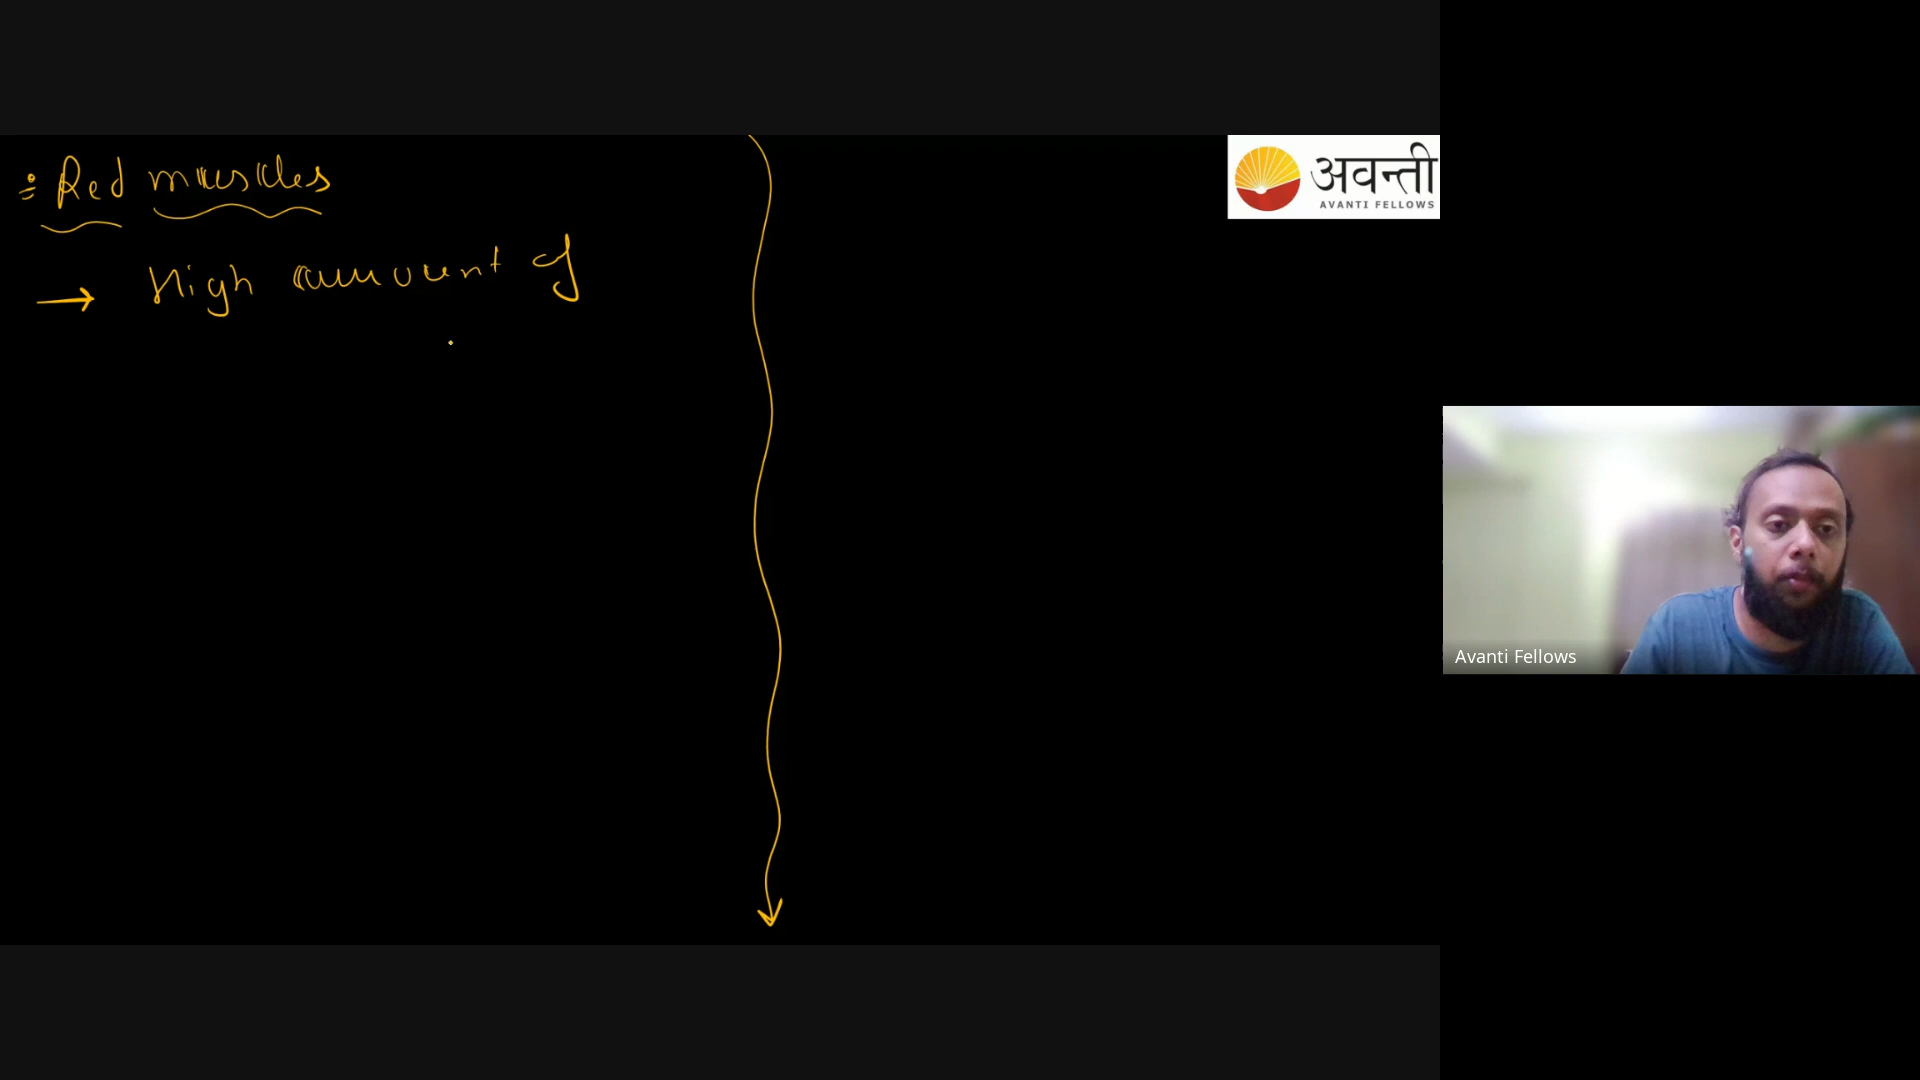 Red muscles
→ High amount of
अवन्ती
AVANTI FELLOWS
Avanti Fellows